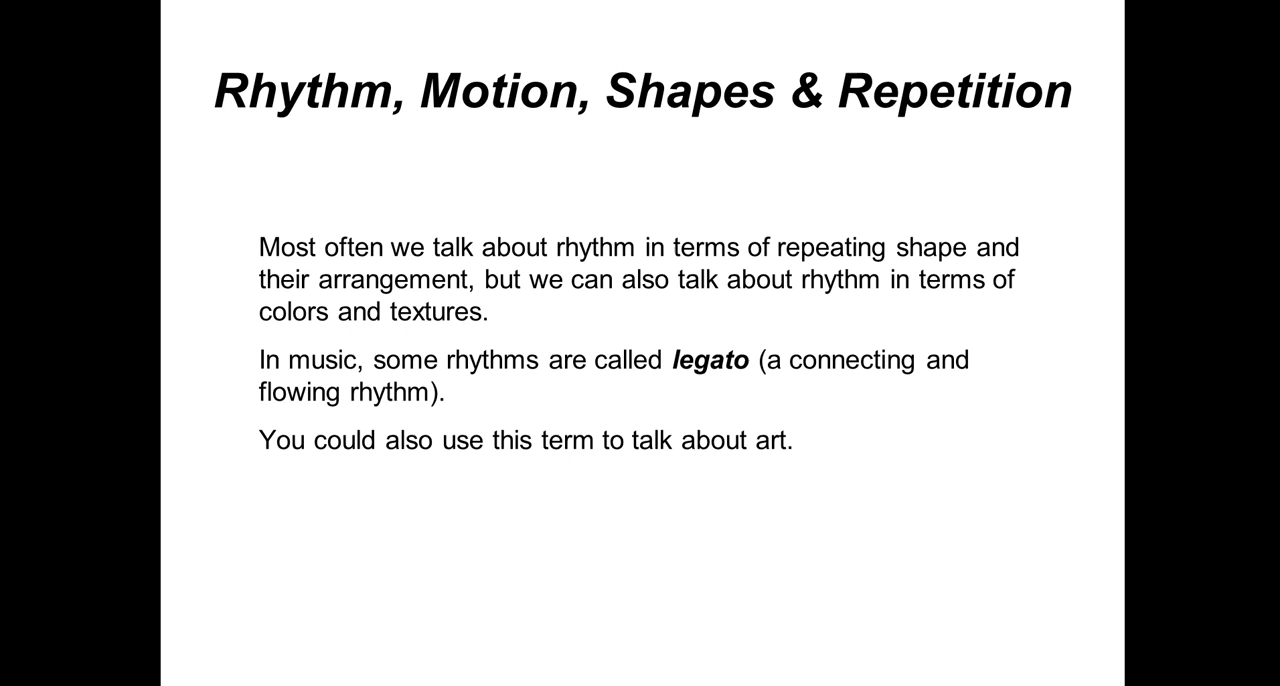 Rhythm, Motion, Shapes & Repetition
Most often we talk about rhythm in terms of repeating shape and
their arrangement, but we can also talk about rhythm in terms of
colors and textures.
In music, some rhythms are called legato (a connecting and
flowing rhythm).
You could also use this term to talk about art.